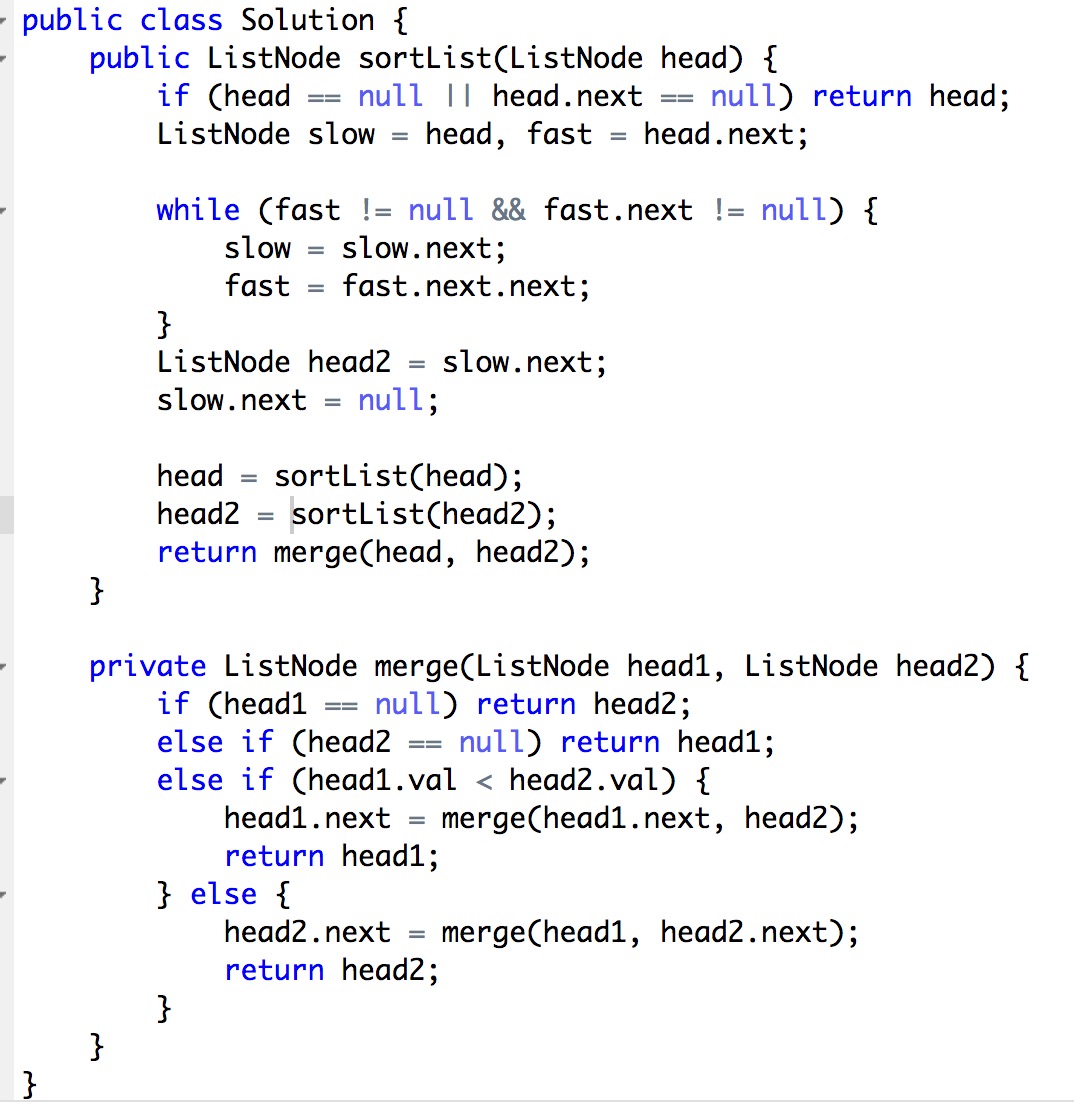 public class Solution {
    public ListNode sortList(ListNode head) {
        if (head == null || head.next == null) return head;
        ListNode slow = head, fast = head.next;

        while (fast != null && fast.next != null) {
            slow = slow.next;
            fast = fast.next.next;
        }
        ListNode head2 = slow.next;
        slow.next = null;

        head = sortList(head);
        head2 = sortList(head2);
        return merge(head, head2);
    }

    private ListNode merge(ListNode head1, ListNode head2) {
        if (head1 == null) return head2;
        else if (head2 == null) return head1;
        else if (head1.val < head2.val) {
            head1.next = merge(head1.next, head2);
            return head1;
        } else {
            head2.next = merge(head1, head2.next);
            return head2;
        }
    }
}